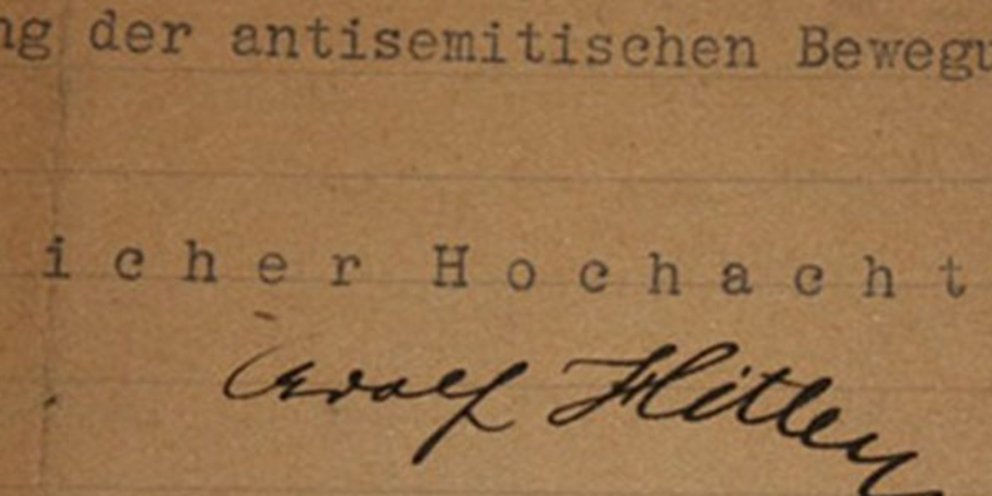 ng der antisemitischen Bewegu
icher Hochacht
Adolf Hitler